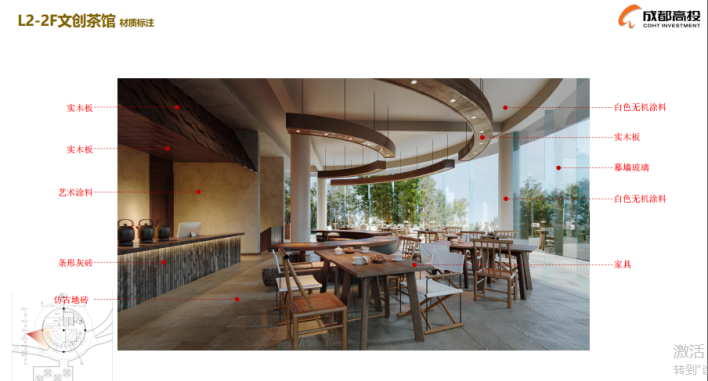 L2-2F文创茶馆 材质标注
成都高投
CDHT INVESTMENT
实木板
实木板
艺术涂料
条形灰砖
仿古地砖
白色无机涂料
实木板
幕墙玻璃
白色无机涂料
家具
激活
转到"设